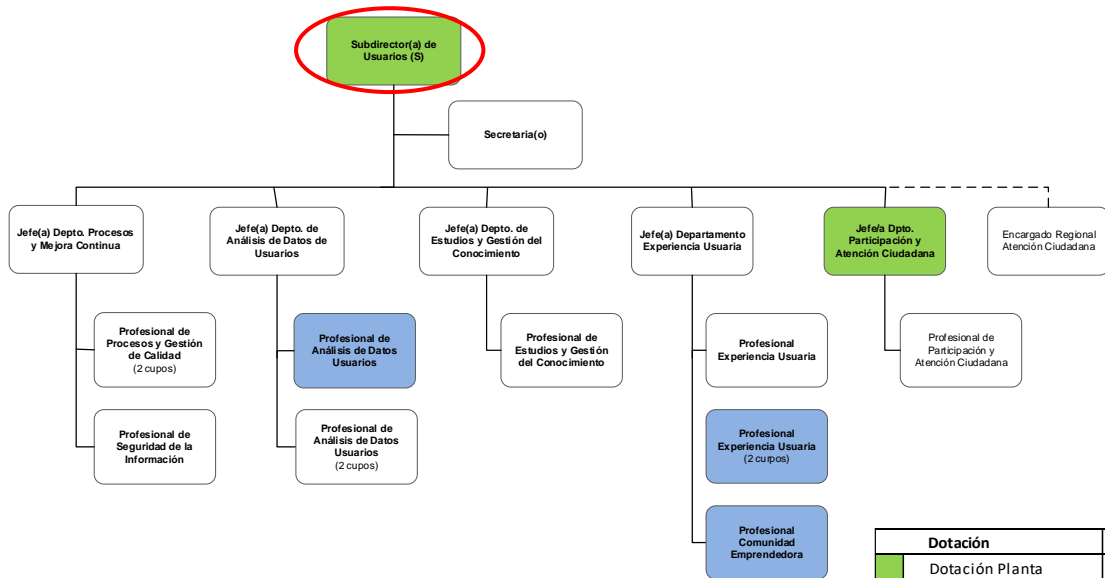 Subdirector(a) de
Usuarios (S)
Secretaria(o)
Jefe(a) Depto. Procesos
y Mejora Continua
Jefe(a) Depto. de
Análisis de Datos de
Usuarios
Jefe(a) Depto. de
Estudios y Gestión del
Conocimiento
Jefe(a) Departamento
Experiencia Usuaria
Jefe/a Dpto.
Participación y
Atención Ciudadana
Encargado Regional
Atención Ciudadana
Profesional de
Procesos y Gestión
de Calidad
(2 cupos)
Profesional de
Análisis de Datos
Usuarios
Profesional de
Estudios y Gestión
del Conocimiento
Profesional
Experiencia Usuaria
Profesional de
Participación y
Atención Ciudadana
Profesional de
Seguridad de la
Información
Profesional de
Análisis de Datos
Usuarios
(2 cupos)
Profesional
Experiencia Usuaria
(2 curpos)
Profesional
Comunidad
Emprendedora
Dotación
Dotación Planta